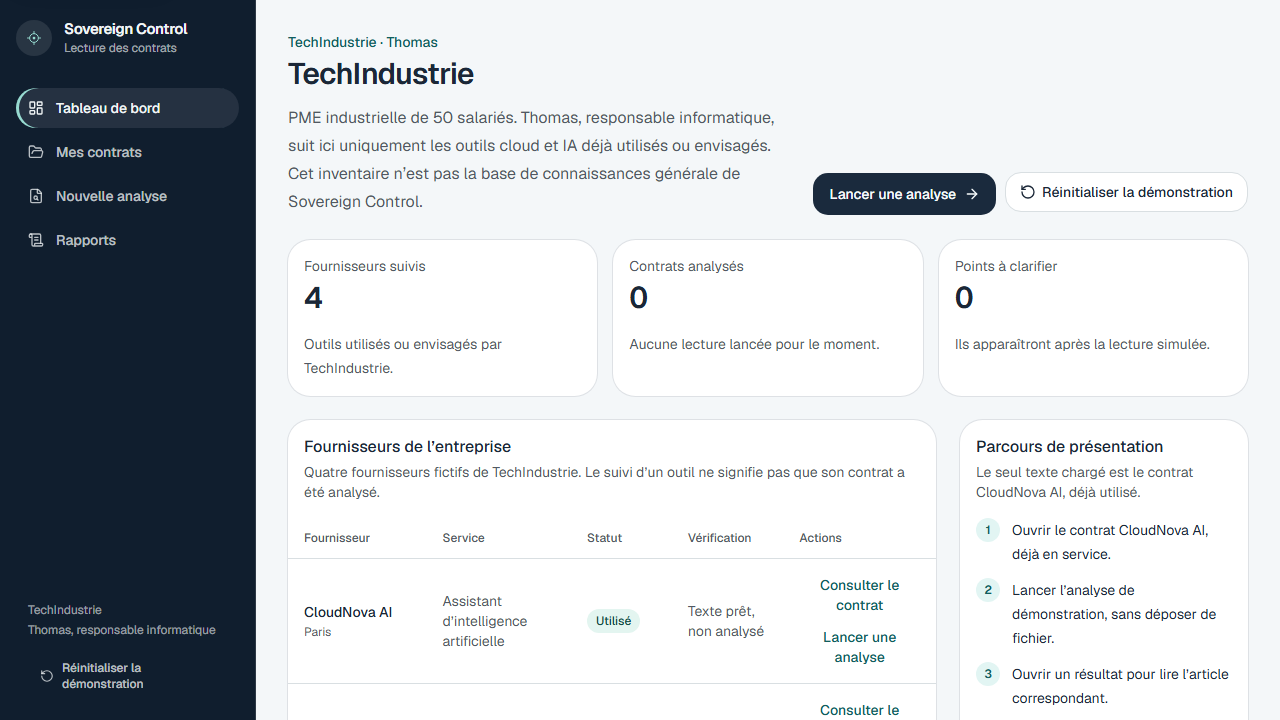 Sovereign Control
Lecture des contrats
Tableau de bord
Mes contrats
Nouvelle analyse
Rapports
TechIndustrie
Thomas, responsable informatique
Réinitialiser la
démonstration
TechIndustrie · Thomas
TechIndustrie
PME industrielle de 50 salariés. Thomas, responsable informatique,
suit ici uniquement les outils cloud et IA déjà utilisés ou envisagés.
Cet inventaire n’est pas la base de connaissances générale de
Sovereign Control.
Lancer une analyse
Réinitialiser la démonstration
Fournisseurs suivis
4
Outils utilisés ou envisagés par
TechIndustrie.
Contrats analysés
0
Aucune lecture lancée pour le moment.
Points à clarifier
0
Ils apparaîtront après la lecture simulée.
Fournisseurs de l’entreprise
Quatre fournisseurs fictifs de TechIndustrie. Le suivi d’un outil ne signifie pas que son contrat a
été analysé.
Fournisseur Service Statut Vérification Actions
CloudNova AI
Paris
Assistant
d’intelligence
artificielle
Utilisé
Texte prêt,
non analysé
Consulter le
contrat
Lancer une
analyse
Consulter le
Parcours de présentation
Le seul texte chargé est le contrat
CloudNova AI, déjà utilisé.
1 Ouvrir le contrat CloudNova AI,
déjà en service.
2 Lancer l’analyse de
démonstration, sans déposer de
fichier.
3 Ouvrir un résultat pour lire l’article
correspondant.